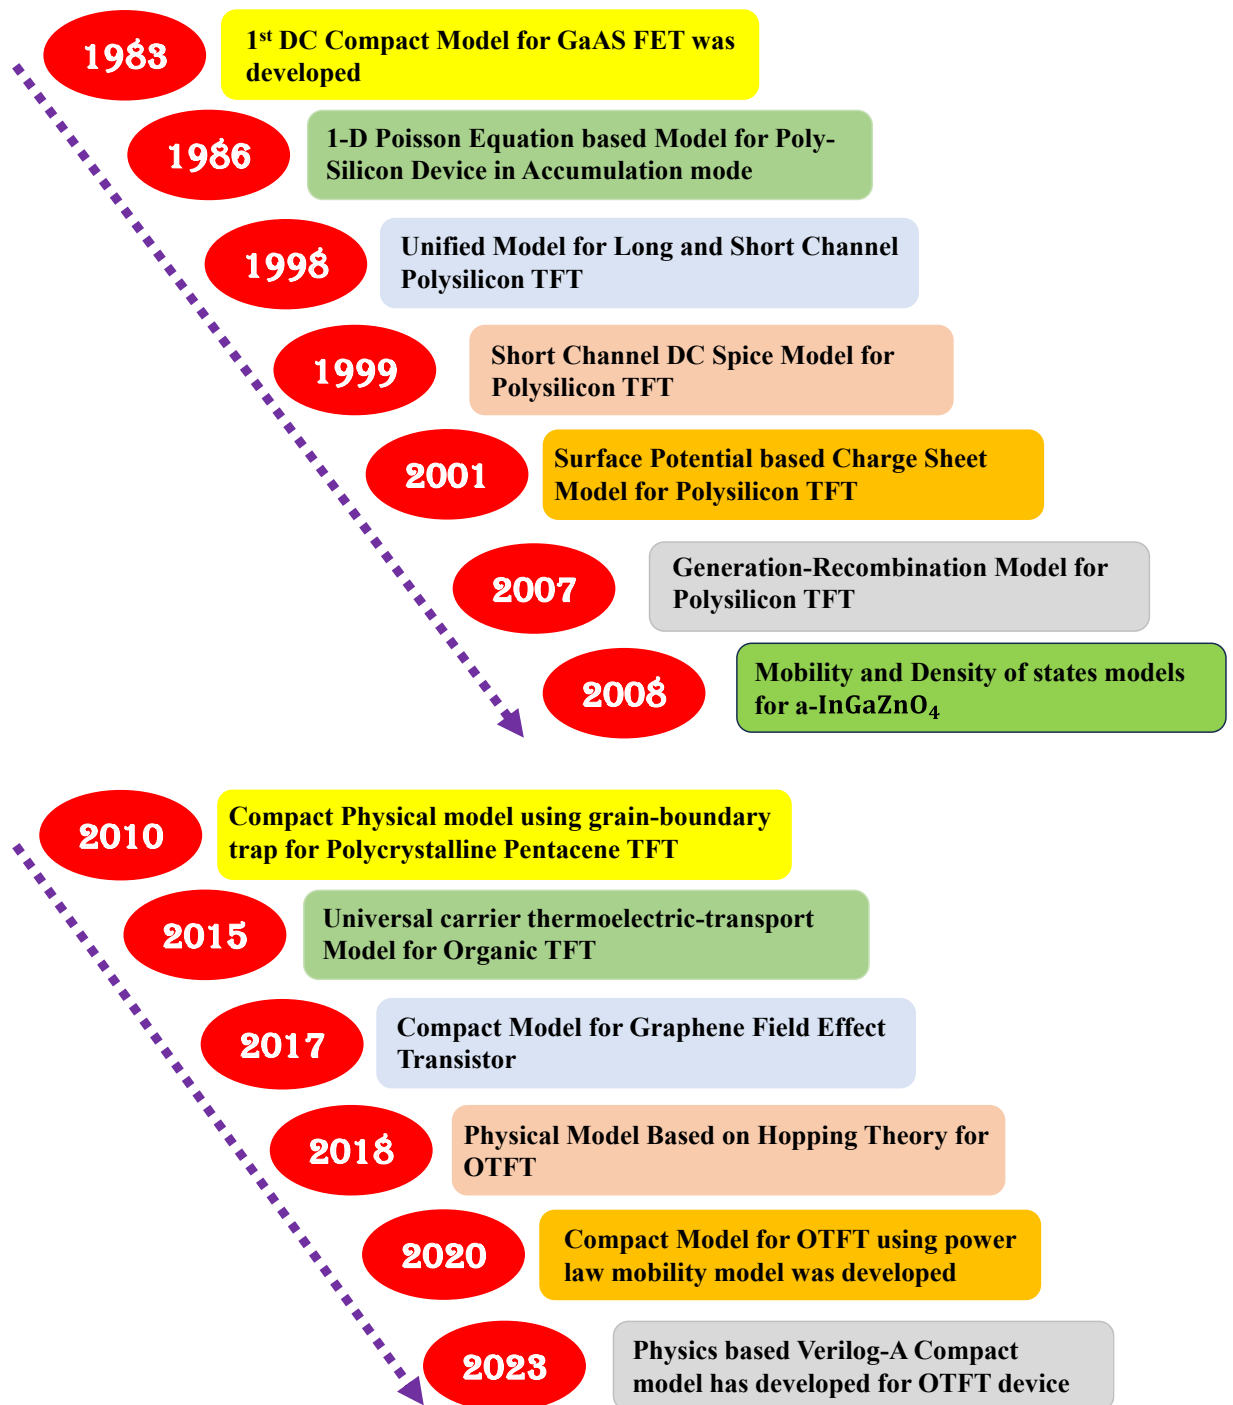 1983
1st DC Compact Model for GaAS FET was
developed
1986
1-D Poisson Equation based Model for Poly-
Silicon Device in Accumulation mode
1998
Unified Model for Long and Short Channel
Polysilicon TFT
1999
Short Channel DC Spice Model for
Polysilicon TFT
2001
Surface Potential based Charge Sheet
Model for Polysilicon TFT
2007
Generation-Recombination Model for
Polysilicon TFT
2008
Mobility and Density of states models
for a-InGaZnO₄
2010
Compact Physical model using grain-boundary
trap for Polycrystalline Pentacene TFT
2015
Universal carrier thermoelectric-transport
Model for Organic TFT
2017
Compact Model for Graphene Field Effect
Transistor
2018
Physical Model Based on Hopping Theory for
OTFT
2020
Compact Model for OTFT using power
law mobility model was developed
2023
Physics based Verilog-A Compact
model has developed for OTFT device